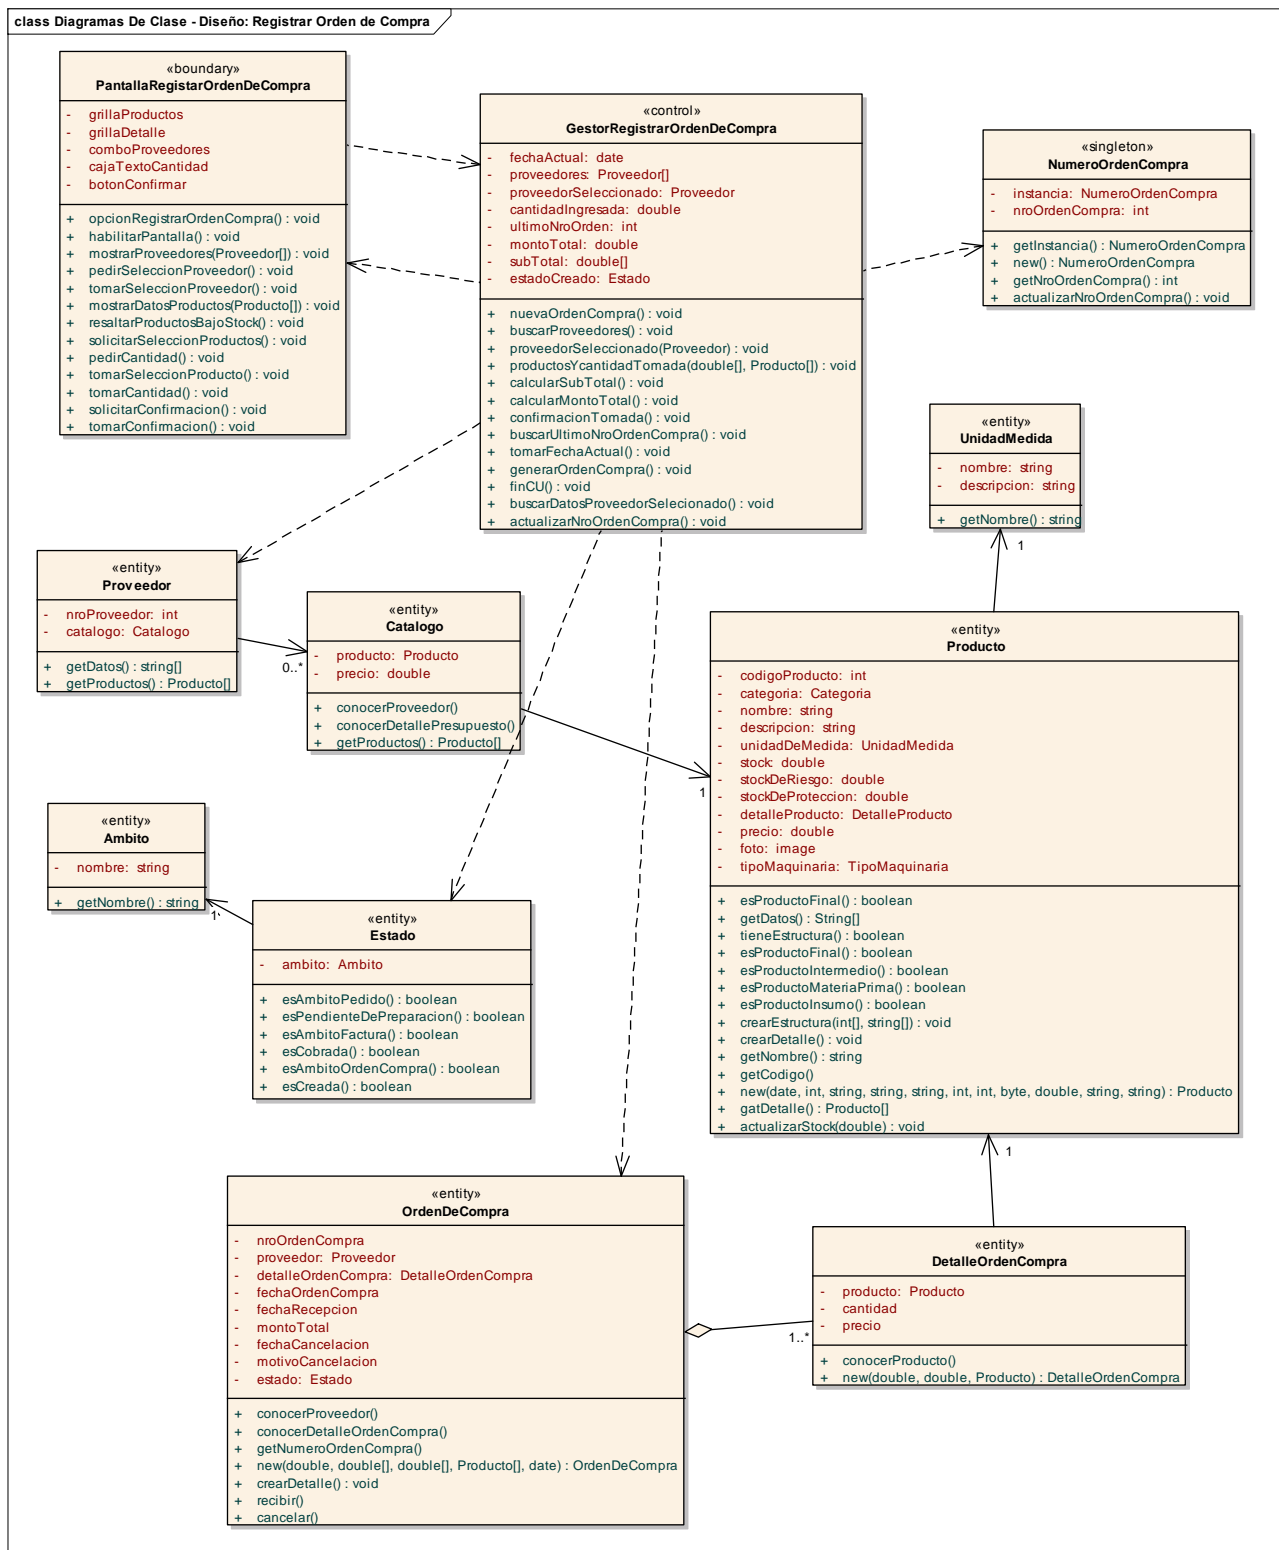 class Diagramas De Clase - Diseño: Registrar Orden de Compra
«boundary»
PantallaRegistarOrdenDeCompra
- grillaProductos
- grillaDetalle
- comboProveedores
- cajaTextoCantidad
- botonConfirmar
+ opcionRegistrarOrdenCompra() : void
+ habilitarPantalla() : void
+ mostrarProveedores(Proveedor[]) : void
+ pedirSeleccionProveedor() : void
+ tomarSeleccionProveedor() : void
+ mostrarDatosProductos(Producto[]) : void
+ resaltarProductosBajoStock() : void
+ solicitarSeleccionProductos() : void
+ pedirCantidad() : void
+ tomarSeleccionProducto() : void
+ tomarCantidad() : void
+ solicitarConfirmacion() : void
+ tomarConfirmacion() : void
«control»
GestorRegistrarOrdenDeCompra
- fechaActual: date
- proveedores: Proveedor[]
- proveedorSeleccionado: Proveedor
- cantidadIngresada: double
- ultimoNroOrden: int
- montoTotal: double
- subTotal: double[]
- estadoCreado: Estado
+ nuevaOrdenCompra() : void
+ buscarProveedores() : void
+ proveedorSeleccionado(Proveedor) : void
+ productosYcantidadTomada(double[], Producto[]) : void
+ calcularSubTotal() : void
+ calcularMontoTotal() : void
+ confirmacionTomada() : void
+ buscarUltimoNroOrdenCompra() : void
+ tomarFechaActual() : void
+ generarOrdenCompra() : void
+ finCU() : void
+ buscarDatosProveedorSelecionado() : void
+ actualizarNroOrdenCompra() : void
«singleton»
NumeroOrdenCompra
- instancia: NumeroOrdenCompra
- nroOrdenCompra: int
+ getInstancia() : NumeroOrdenCompra
+ new() : NumeroOrdenCompra
+ getNroOrdenCompra() : int
+ actualizarNroOrdenCompra() : void
«entity»
UnidadMedida
- nombre: string
- descripcion: string
+ getNombre() : string
1
«entity»
Proveedor
- nroProveedor: int
- catalogo: Catalogo
+ getDatos() : string[]
+ getProductos() : Producto[]
0..*
«entity»
Catalogo
- producto: Producto
- precio: double
+ conocerProveedor()
+ conocerDetallePresupuesto()
+ getProductos() : Producto[]
1
«entity»
Producto
- codigoProducto: int
- categoria: Categoria
- nombre: string
- descripcion: string
- unidadDeMedida: UnidadMedida
- stock: double
- stockDeRiesgo: double
- stockDeProteccion: double
- detalleProducto: DetalleProducto
- precio: double
- foto: image
- tipoMaquinaria: TipoMaquinaria
+ esProductoFinal() : boolean
+ getDatos() : String[]
+ tieneEstructura() : boolean
+ esProductoFinal() : boolean
+ esProductoIntermedio() : boolean
+ esProductoMateriaPrima() : boolean
+ esProductoInsumo() : boolean
+ crearEstructura(int[], string[]) : void
+ crearDetalle() : void
+ getNombre() : string
+ getCodigo()
+ new(date, int, string, string, string, int, int, byte, double, string, string) : Producto
+ gatDetalle() : Producto[]
+ actualizarStock(double) : void
1
«entity»
Ambito
- nombre: string
+ getNombre() : string
1
«entity»
Estado
- ambito: Ambito
+ esAmbitoPedido() : boolean
+ esPendienteDePreparacion() : boolean
+ esAmbitoFactura() : boolean
+ esCobrada() : boolean
+ esAmbitoOrdenCompra() : boolean
+ esCreada() : boolean
«entity»
OrdenDeCompra
- nroOrdenCompra
- proveedor: Proveedor
- detalleOrdenCompra: DetalleOrdenCompra
- fechaOrdenCompra
- fechaRecepcion
- montoTotal
- fechaCancelacion
- motivoCancelacion
- estado: Estado
+ conocerProveedor()
+ conocerDetalleOrdenCompra()
+ getNumeroOrdenCompra()
+ new(double, double[], double[], Producto[], date) : OrdenDeCompra
+ crearDetalle() : void
+ recibir()
+ cancelar()
1..*
«entity»
DetalleOrdenCompra
- producto: Producto
- cantidad
- precio
+ conocerProducto()
+ new(double, double, Producto) : DetalleOrdenCompra